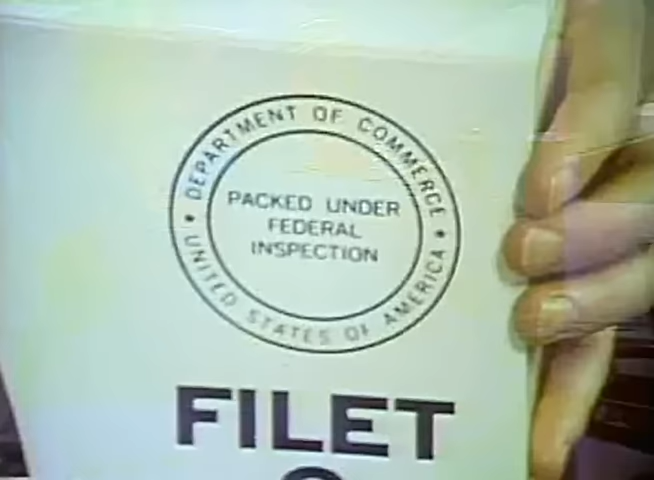 DEPARTMENT OF COMMERCE
PACKED UNDER
FEDERAL
INSPECTION
UNITED STATES OF AMERICA
FILET